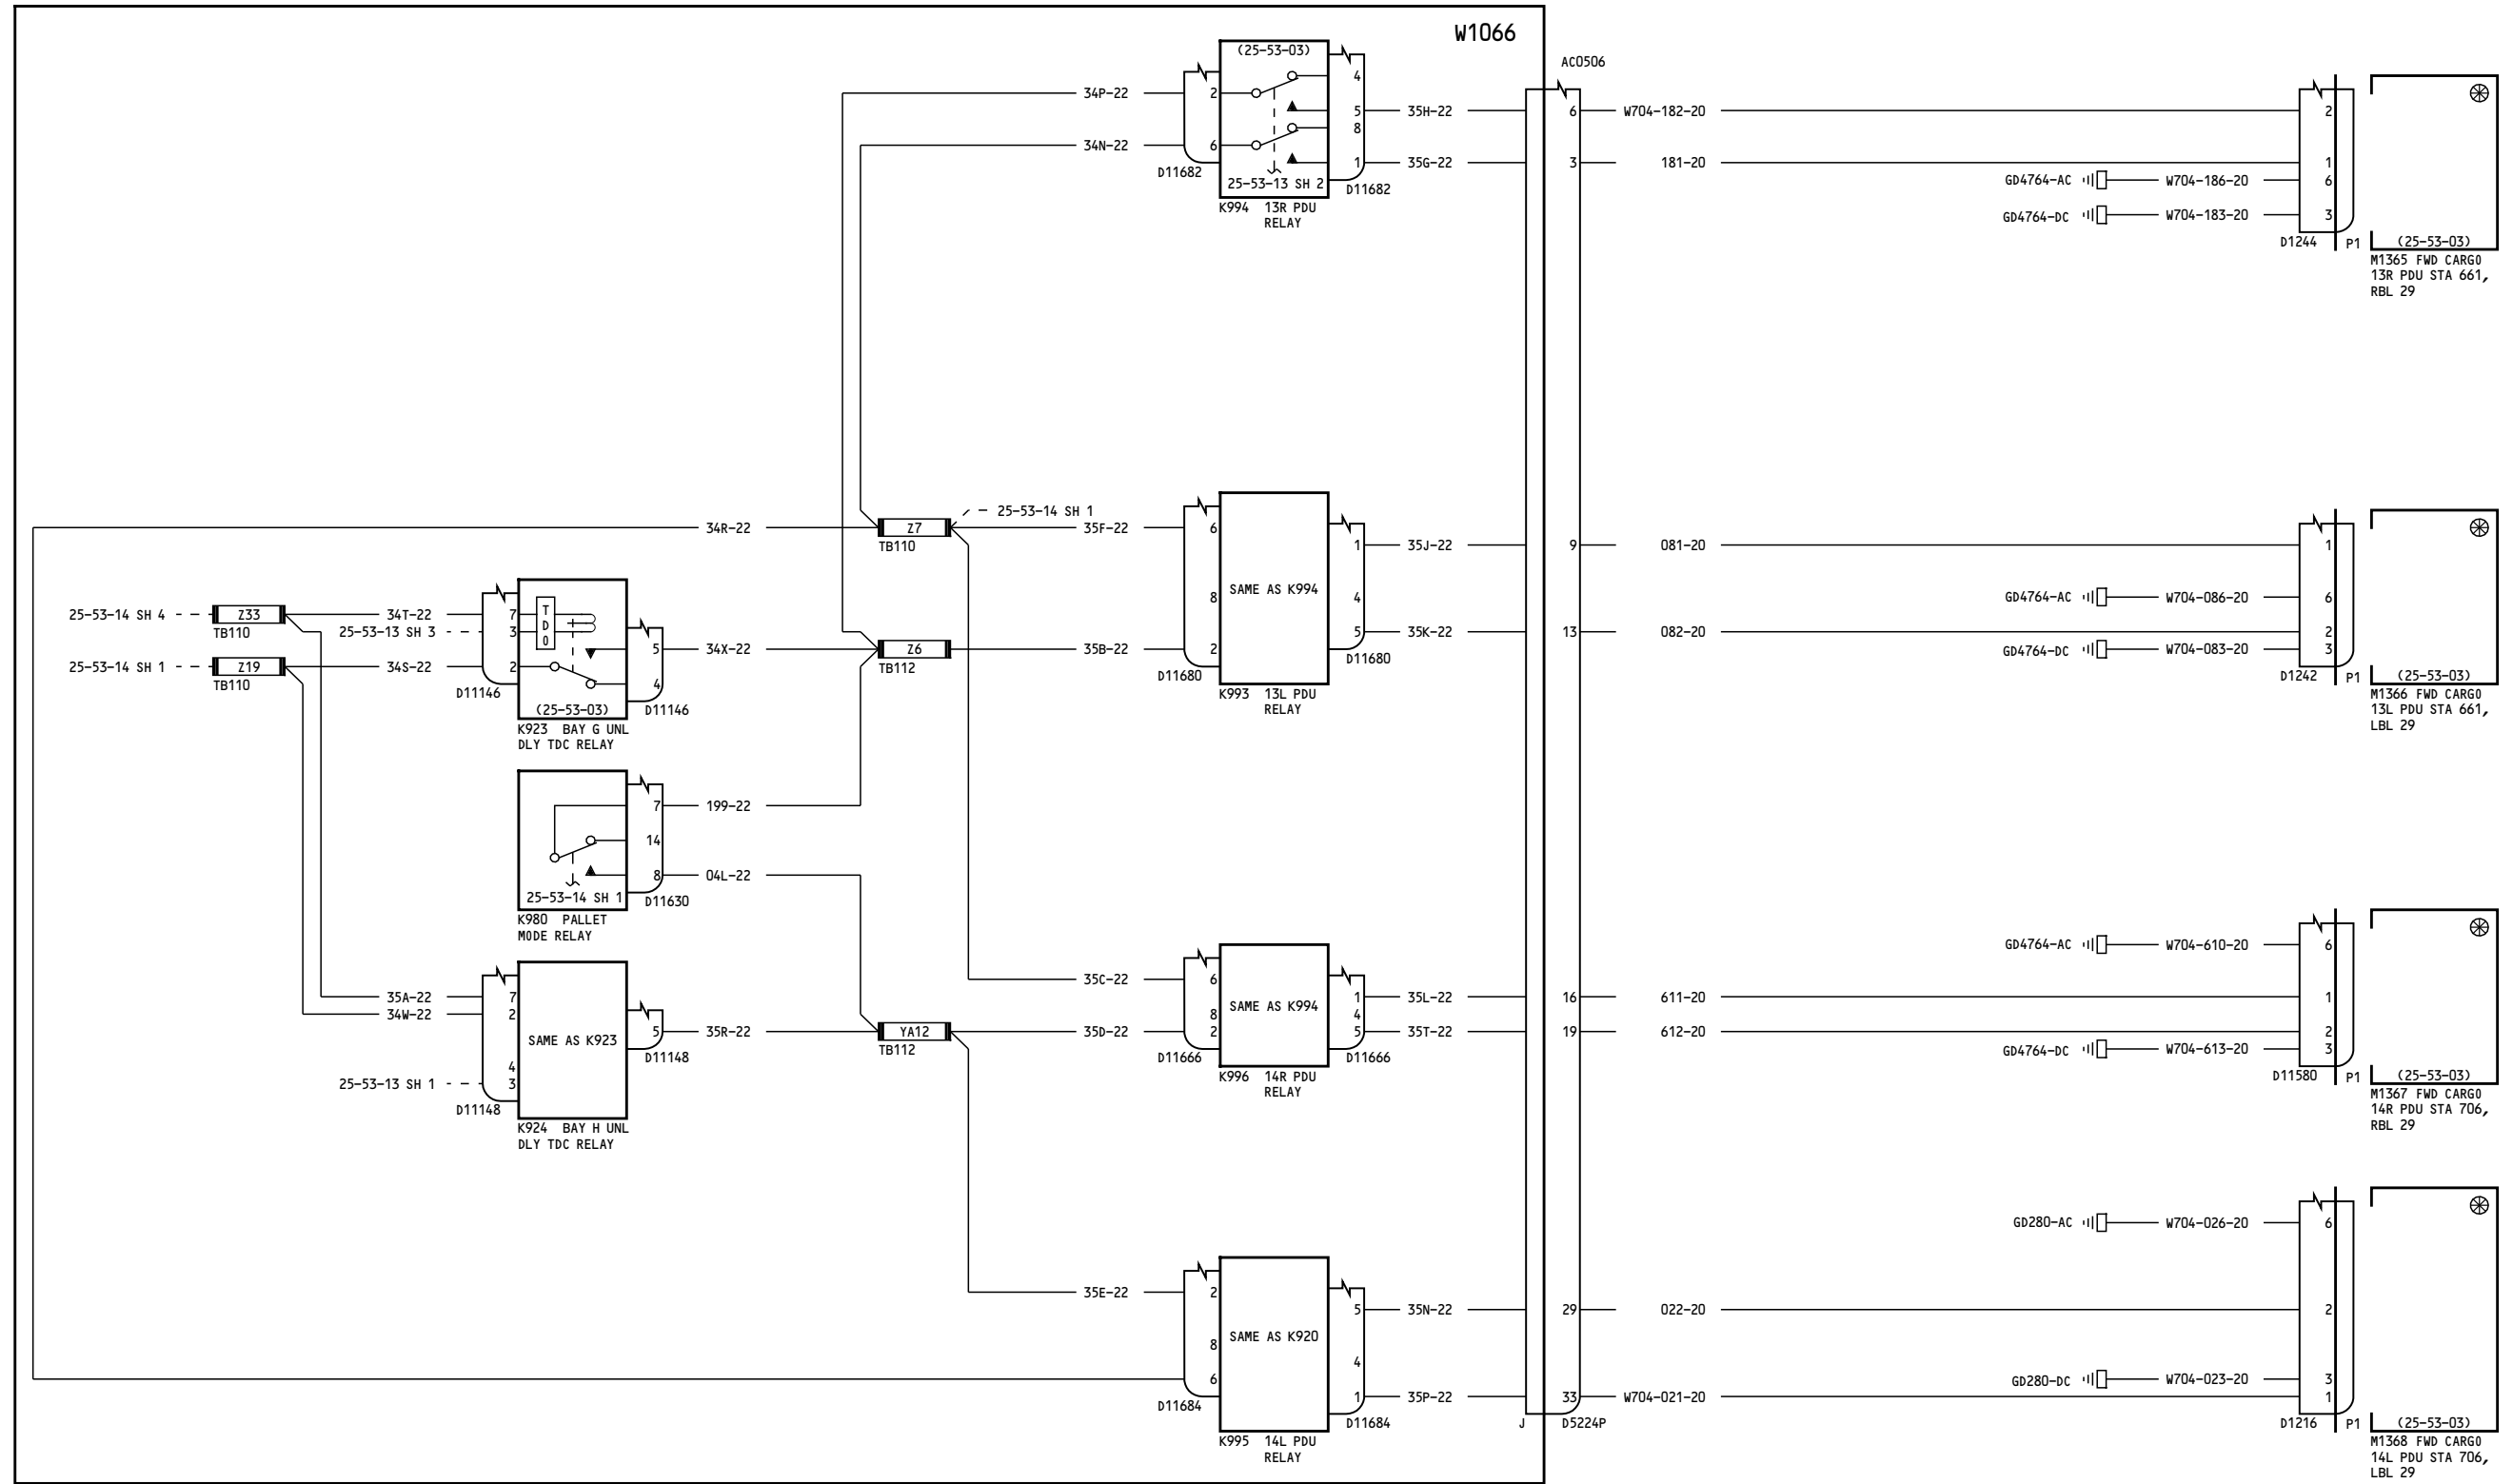 W1066
AC0506
(25-53-03)
34P-22
2
4
5
35H-22
6
W704-182-20
2
8
34N-22
6
1
35G-22
3
181-20
1
D11682
25-53-13 SH 2
D11682
GD4764-AC
W704-186-20
6
K994 13R PDU
RELAY
GD4764-DC
W704-183-20
3
D1244
P1
(25-53-03)
M1365 FWD CARGO
13R PDU STA 661,
RBL 29
25-53-14 SH 1
34R-22
Z7
TB110
35F-22
6
1
35J-22
9
081-20
1
SAME AS K994
8
4
GD4764-AC
W704-086-20
6
5
35K-22
13
082-20
2
35B-22
2
D11680
D11680
GD4764-DC
W704-083-20
3
K993 13L PDU
RELAY
D1242
P1
(25-53-03)
M1366 FWD CARGO
13L PDU STA 661,
LBL 29
25-53-14 SH 4
Z33
TB110
34T-22
7
T
D
O
25-53-13 SH 3
3
25-53-14 SH 1
Z19
TB110
34S-22
2
5
34X-22
Z6
TB112
4
D11146
(25-53-03)
D11146
K923 BAY G UNL
DLY TDC RELAY
7
199-22
14
8
04L-22
25-53-14 SH 1
D11630
K980 PALLET
MODE RELAY
35A-22
7
34W-22
2
SAME AS K923
5
35R-22
YA12
TB112
D11148
4
25-53-13 SH 1
3
D11148
K924 BAY H UNL
DLY TDC RELAY
35C-22
6
SAME AS K994
1
35L-22
16
611-20
1
8
4
35D-22
2
5
35T-22
19
612-20
2
D11666
D11666
K996 14R PDU
RELAY
GD4764-AC
W704-610-20
6
GD4764-DC
W704-613-20
3
D11580
P1
(25-53-03)
M1367 FWD CARGO
14R PDU STA 706,
RBL 29
GD280-AC
W704-026-20
6
35E-22
2
5
35N-22
29
022-20
2
SAME AS K920
8
4
6
1
35P-22
33
W704-021-20
1
GD280-DC
W704-023-20
3
D11684
D11684
J
D5224P
D1216
P1
(25-53-03)
K995 14L PDU
RELAY
M1368 FWD CARGO
14L PDU STA 706,
LBL 29